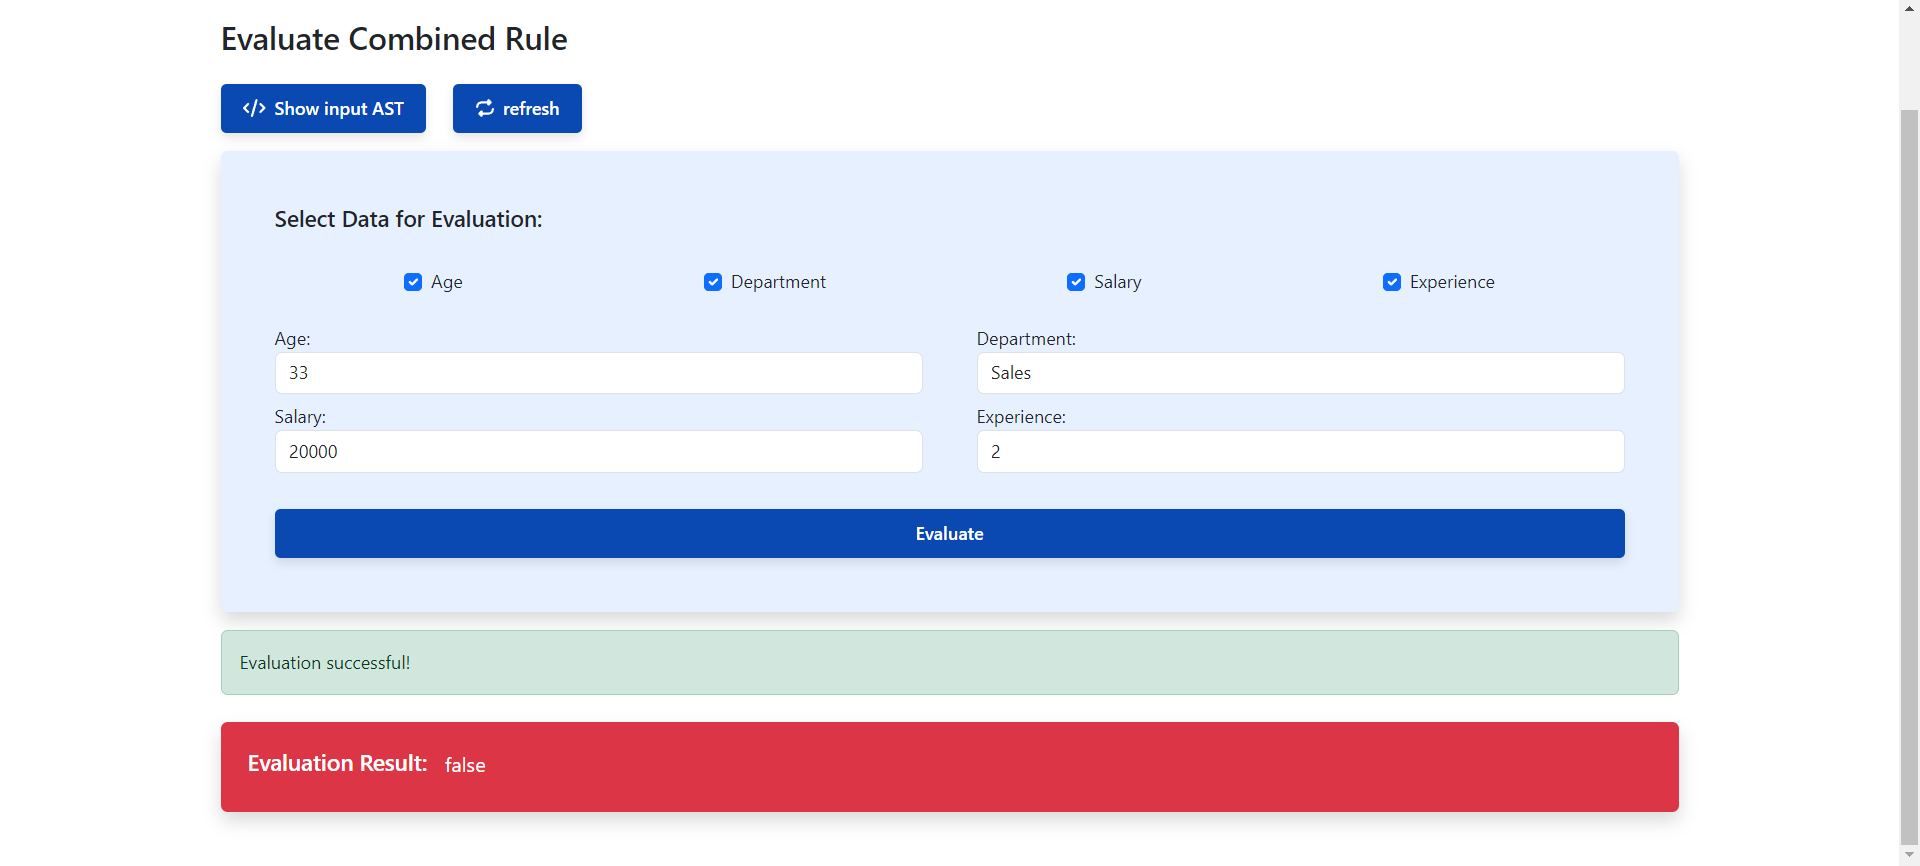 Evaluate Combined Rule
</> Show input AST
refresh
Select Data for Evaluation:
Age
Department
Salary
Experience
Age:
Department:
33
Sales
Salary:
Experience:
20000
2
Evaluate
Evaluation successful!
Evaluation Result: false